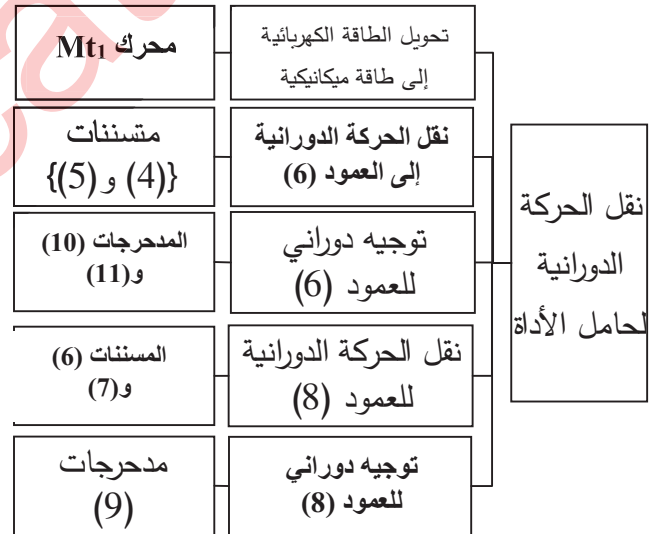 نقل الحركة
الدورانية
لحامل الأداة
تحويل الطاقة الكهربائية
إلى طاقة ميكانيكية
محرك Mt1
نقل الحركة الدورانية
إلى العمود (6)
متسننات
{(4) و (5)}
توجيه دوراني
للعمود (6)
المدحرجات (10)
و(11)
نقل الحركة الدورانية
للعمود (8)
المسننات (6)
و(7)
توجيه دوراني
للعمود (8)
مدحرجات
(9)